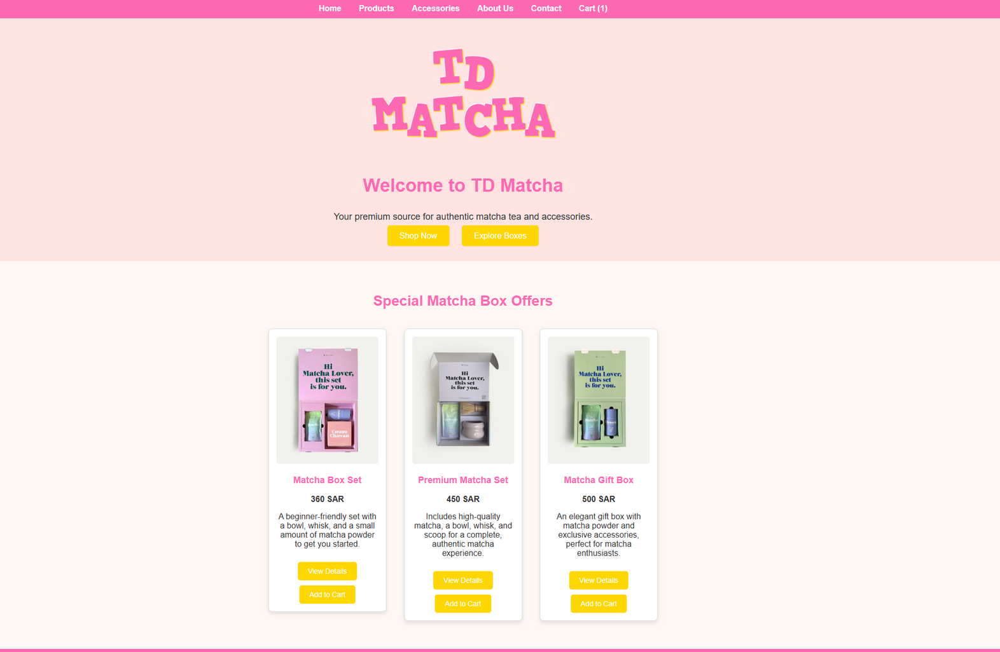 Home Products Accessories About Us Contact Cart (1)
TD
MATCHA
Welcome to TD Matcha
Your premium source for authentic matcha tea and accessories.
Shop Now Explore Boxes
Special Matcha Box Offers
Hi
Matcha Lover,
this set
is for you.
Cosmo
Chawan
Matcha Box Set
360 SAR
A beginner-friendly set with
a bowl, whisk, and a small
amount of matcha powder
to get you started.
View Details
Add to Cart
Hi
Matcha Lover,
this set
is for you.
Premium Matcha Set
450 SAR
Includes high-quality
matcha, a bowl, whisk, and
scoop for a complete,
authentic matcha
experience.
View Details
Add to Cart
Hi
Matcha Lover,
this set
is for you.
Matcha Gift Box
500 SAR
An elegant gift box with
matcha powder and
exclusive accessories,
perfect for matcha
enthusiasts.
View Details
Add to Cart